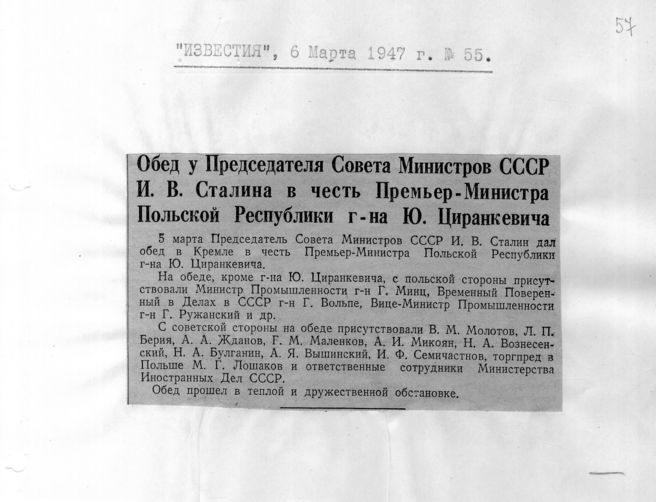 57
"ИЗВЕСТИЯ", 6 Марта 1947 г. № 55.
Обед у Председателя Совета Министров СССР
И. В. Сталина в честь Премьер-Министра
Польской Республики г-на Ю. Циранкевича
5 марта Председатель Совета Министров СССР И. В. Сталин дал
обед в Кремле в честь Премьер-Министра Польской Республики
г-на Ю. Циранкевича.
На обеде, кроме г-на Ю. Циранкевича, с польской стороны присут-
ствовали Министр Промышленности г-н Г. Минц, Временный Поверен-
ный в Делах в СССР г-н Г. Вольпе, Вице-Министр Промышленности
г-н Г. Ружанский и др.
С советской стороны на обеде присутствовали В. М. Молотов, Л. П.
Берия, А. А. Жданов, Г. М. Маленков, А. И. Микоян, Н. А. Вознесен-
ский, Н. А. Булганин, А. Я. Вышинский, И. Ф. Семичастнов, торгпред в
Польше М. Г. Лошаков и ответственные сотрудники Министерства
Иностранных Дел СССР.
Обед прошел в теплой и дружественной обстановке.